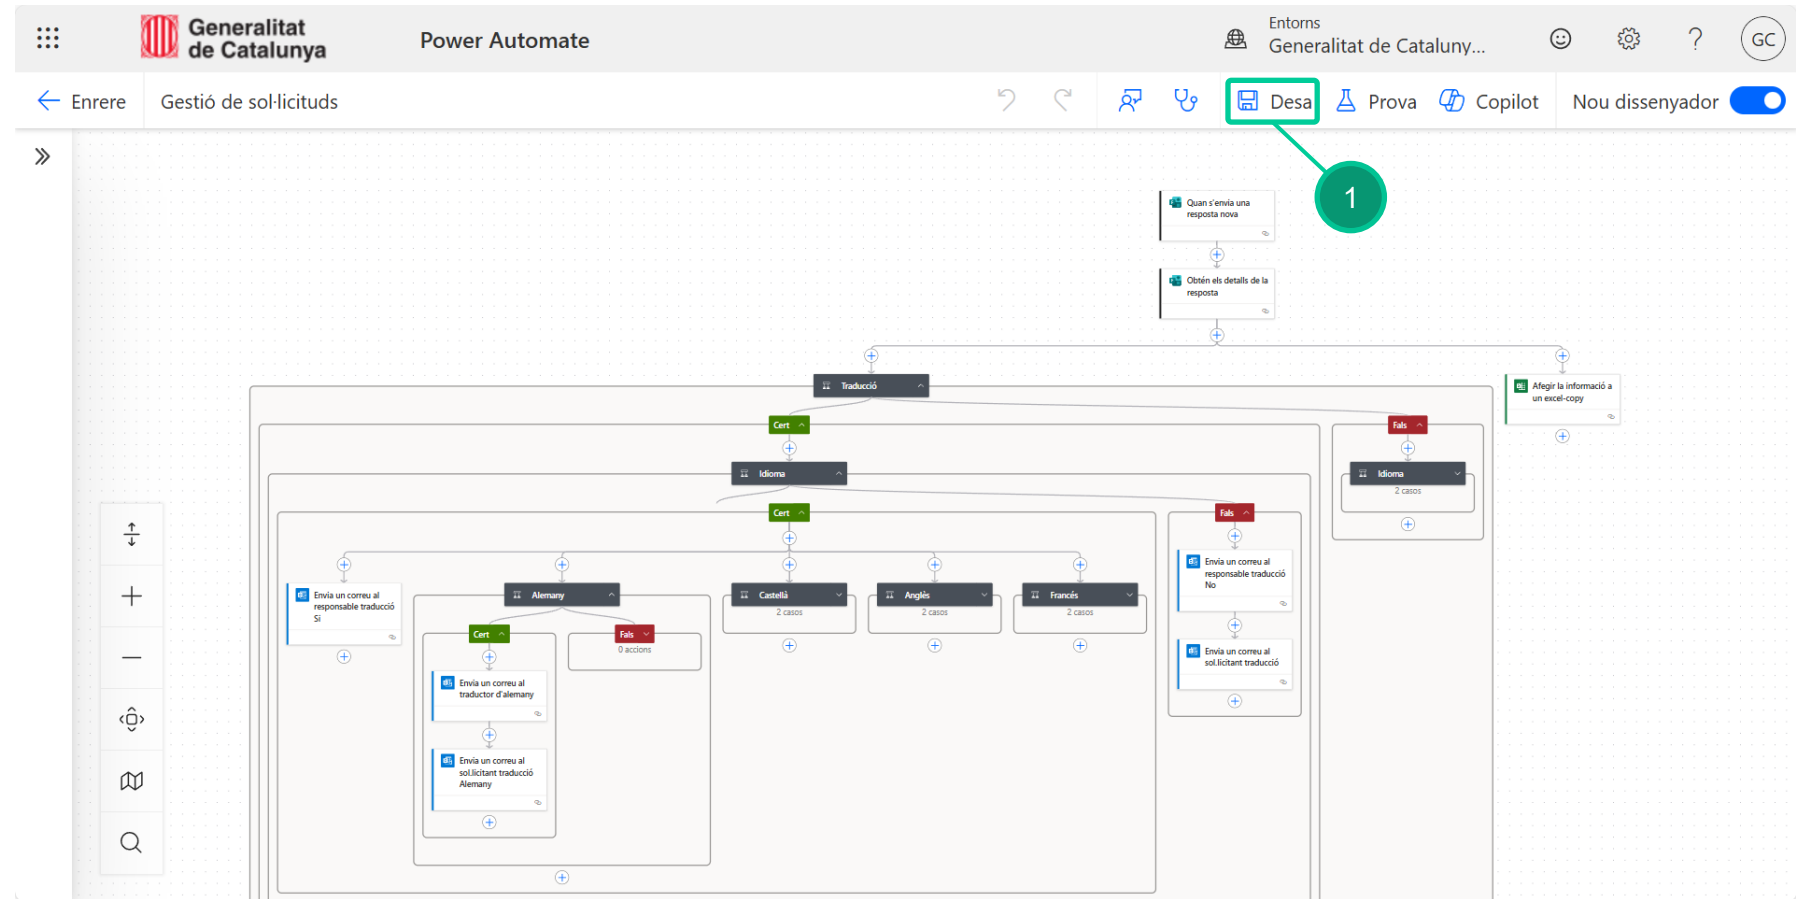 Generalitat
de Catalunya
Power Automate
Entorns
Generalitat de Cataluny...
GC
Enrere
Gestió de sol·licituds
Desa
Prova
Copilot
Nou dissenyador
1
Quan s'envia una
resposta nova
Obtén els detalls de la
resposta
Traducció
Afegir la informació a
un excel-copy
Cert
Fals
Idioma
Idioma
2 casos
Cert
Fals
Envia un correu al
responsable traducció
No
Envia un correu al
responsable traducció
Si
Alemany
Castellà
2 casos
Anglès
2 casos
Francés
2 casos
Cert
Fals
0 accions
Envia un correu al
sol.licitant traducció
Envia un correu al
traductor d'alemany
Envia un correu al
sol.licitant traducció
Alemany